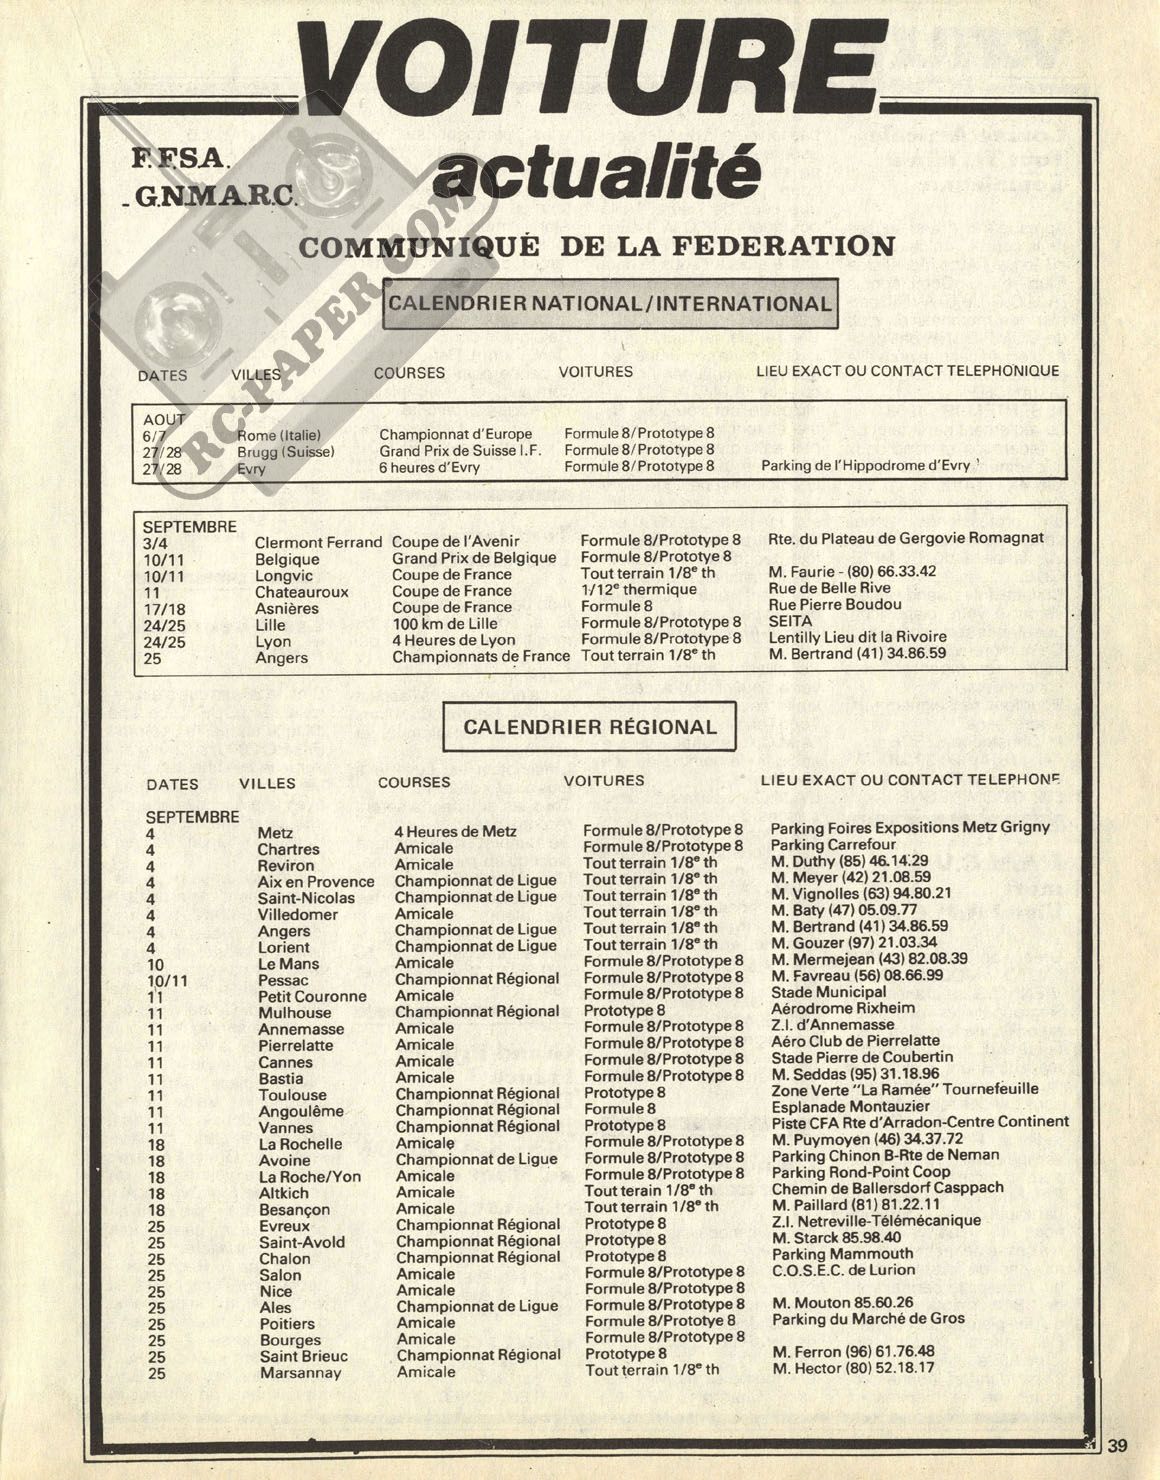 VOITURE
actualité
F.F.S.A.
- G.N.M.A.R.C.
COMMUNIQUÉ DE LA FEDERATION
CALENDRIER NATIONAL/INTERNATIONAL
DATES VILLES COURSES VOITURES LIEU EXACT OU CONTACT TELEPHONIQUE
AOUT
6/7 Rome (Italie) Championnat d'Europe Formule 8/Prototype 8
27/28 Brugg (Suisse) Grand Prix de Suisse I.F. Formule 8/Prototype 8
27/28 Evry 6 heures d'Evry Formule 8/Prototype 8 Parking de l'Hippodrome d'Evry
SEPTEMBRE
3/4 Clermont Ferrand Coupe de l'Avenir Formule 8/Prototype 8 Rte. du Plateau de Gergovie Romagnat
10/11 Belgique Grand Prix de Belgique Formule 8/Prototye 8
10/11 Longvic Coupe de France Tout terrain 1/8e th M. Faurie - (80) 66.33.42
11 Chateauroux Coupe de France 1/12e thermique Rue de Belle Rive
17/18 Asnières Coupe de France Formule 8 Rue Pierre Boudou
24/25 Lille 100 km de Lille Formule 8/Prototype 8 SEITA
24/25 Lyon 4 Heures de Lyon Formule 8/Prototype 8 Lentilly Lieu dit la Rivoire
25 Angers Championnats de France Tout terrain 1/8e th M. Bertrand (41) 34.86.59
CALENDRIER RÉGIONAL
DATES VILLES COURSES VOITURES LIEU EXACT OU CONTACT TELEPHONE
SEPTEMBRE
4 Metz 4 Heures de Metz Formule 8/Prototype 8 Parking Foires Expositions Metz Grigny
4 Chartres Amicale Formule 8/Prototype 8 Parking Carrefour
4 Reviron Amicale Tout terrain 1/8e th M. Duthy (85) 46.14.29
4 Aix en Provence Championnat de Ligue Tout terrain 1/8e th M. Meyer (42) 21.08.59
4 Saint-Nicolas Championnat de Ligue Tout terrain 1/8e th M. Vignolles (63) 94.80.21
4 Villedomer Amicale Tout terrain 1/8e th M. Baty (47) 05.09.77
4 Angers Championnat de Ligue Tout terrain 1/8e th M. Bertrand (41) 34.86.59
4 Lorient Championnat de Ligue Tout terrain 1/8e th M. Gouzer (97) 21.03.34
10 Le Mans Amicale Formule 8/Prototype 8 M. Mermejean (43) 82.08.39
10/11 Pessac Championnat Régional Formule 8/Prototype 8 M. Favreau (56) 08.66.99
11 Petit Couronne Amicale Formule 8/Prototype 8 Stade Municipal
11 Mulhouse Championnat Régional Prototype 8 Aérodrome Rixheim
11 Annemasse Amicale Formule 8/Prototype 8 Z.I. d'Annemasse
11 Pierrelatte Amicale Formule 8/Prototype 8 Aéro Club de Pierrelatte
11 Cannes Amicale Formule 8/Prototype 8 Stade Pierre de Coubertin
11 Bastia Amicale Formule 8/Prototype 8 M. Seddas (95) 31.18.96
11 Toulouse Championnat Régional Prototype 8 Zone Verte "La Ramée" Tournefeuille
11 Angoulême Championnat Régional Formule 8 Esplanade Montauzier
11 Vannes Championnat Régional Prototype 8 Piste CFA Rte d'Arradon-Centre Continent
18 La Rochelle Amicale Formule 8/Prototype 8 M. Puymoyen (46) 34.37.72
18 Avoine Championnat de Ligue Formule 8/Prototype 8 Parking Chinon B-Rte de Neman
18 La Roche/Yon Amicale Formule 8/Prototype 8 Parking Rond-Point Coop
18 Altkich Amicale Tout terain 1/8e th Chemin de Ballersdorf Casppach
18 Besançon Amicale Tout terrain 1/8e th M. Paillard (81) 81.22.11
25 Evreux Championnat Régional Prototype 8 Z.I. Netreville-Télémécanique
25 Saint-Avold Championnat Régional Prototype 8 M. Starck 85.98.40
25 Chalon Championnat Régional Prototype 8 Parking Mammouth
25 Salon Amicale Formule 8/Prototype 8 C.O.S.E.C. de Lurion
25 Nice Amicale Formule 8/Prototype 8
25 Ales Championnat de Ligue Formule 8/Prototype 8 M. Mouton 85.60.26
25 Poitiers Amicale Formule 8/Prototye 8 Parking du Marché de Gros
25 Bourges Amicale Formule 8/Prototype 8
25 Saint Brieuc Championnat Régional Prototype 8 M. Ferron (96) 61.76.48
25 Marsannay Amicale Tout terrain 1/8e th M. Hector (80) 52.18.17
39
RC-PAPER.COM